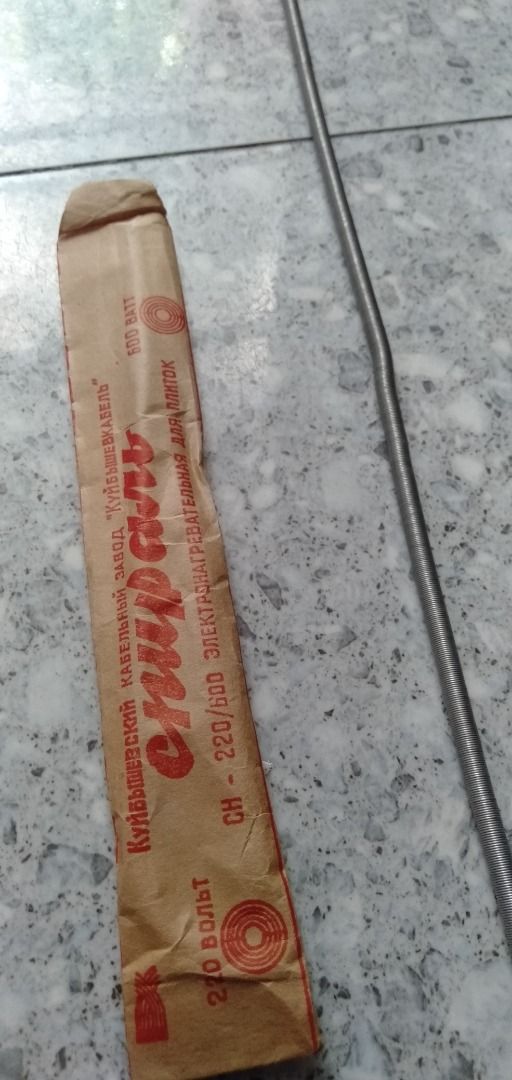 Куйбышевский кабельный завод "Куйбышевкабель"
спираль
СН - 220/600 ЭЛЕКТРОНАГРЕВАТЕЛЬНАЯ ДЛЯ ПЛИТОК
220 ВОЛЬТ
600 ВАТТ